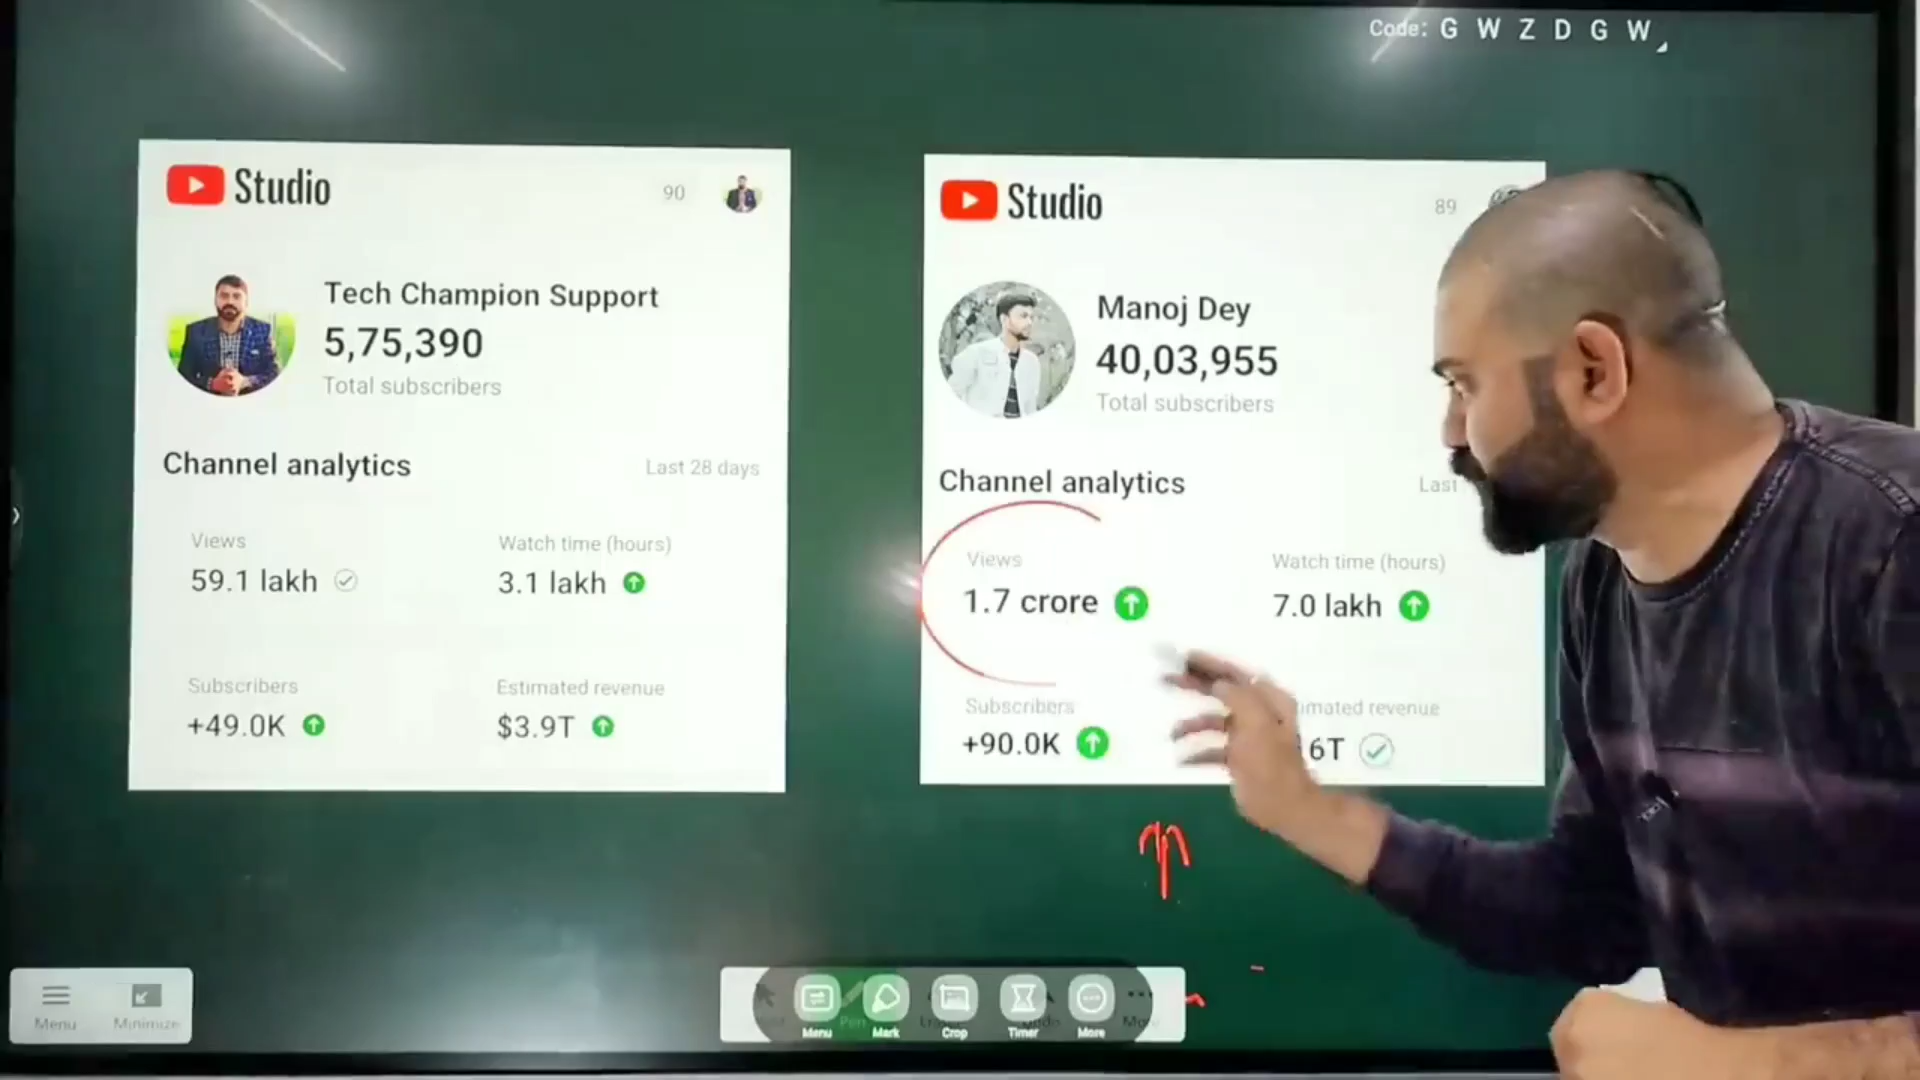 Code: G W Z D G W
Studio
90
Tech Champion Support
5,75,390
Total subscribers
Channel analytics
Last 28 days
Views
59.1 lakh
Watch time (hours)
3.1 lakh
Subscribers
+49.0K
Estimated revenue
$3.9T
Studio
89
Manoj Dey
40,03,955
Total subscribers
Channel analytics
Last
Views
1.7 crore
Watch time (hours)
7.0 lakh
Subscribers
+90.0K
imated revenue
6T
Menu
Minimize
Menu
Pen
Mark
Crop
Timer
More